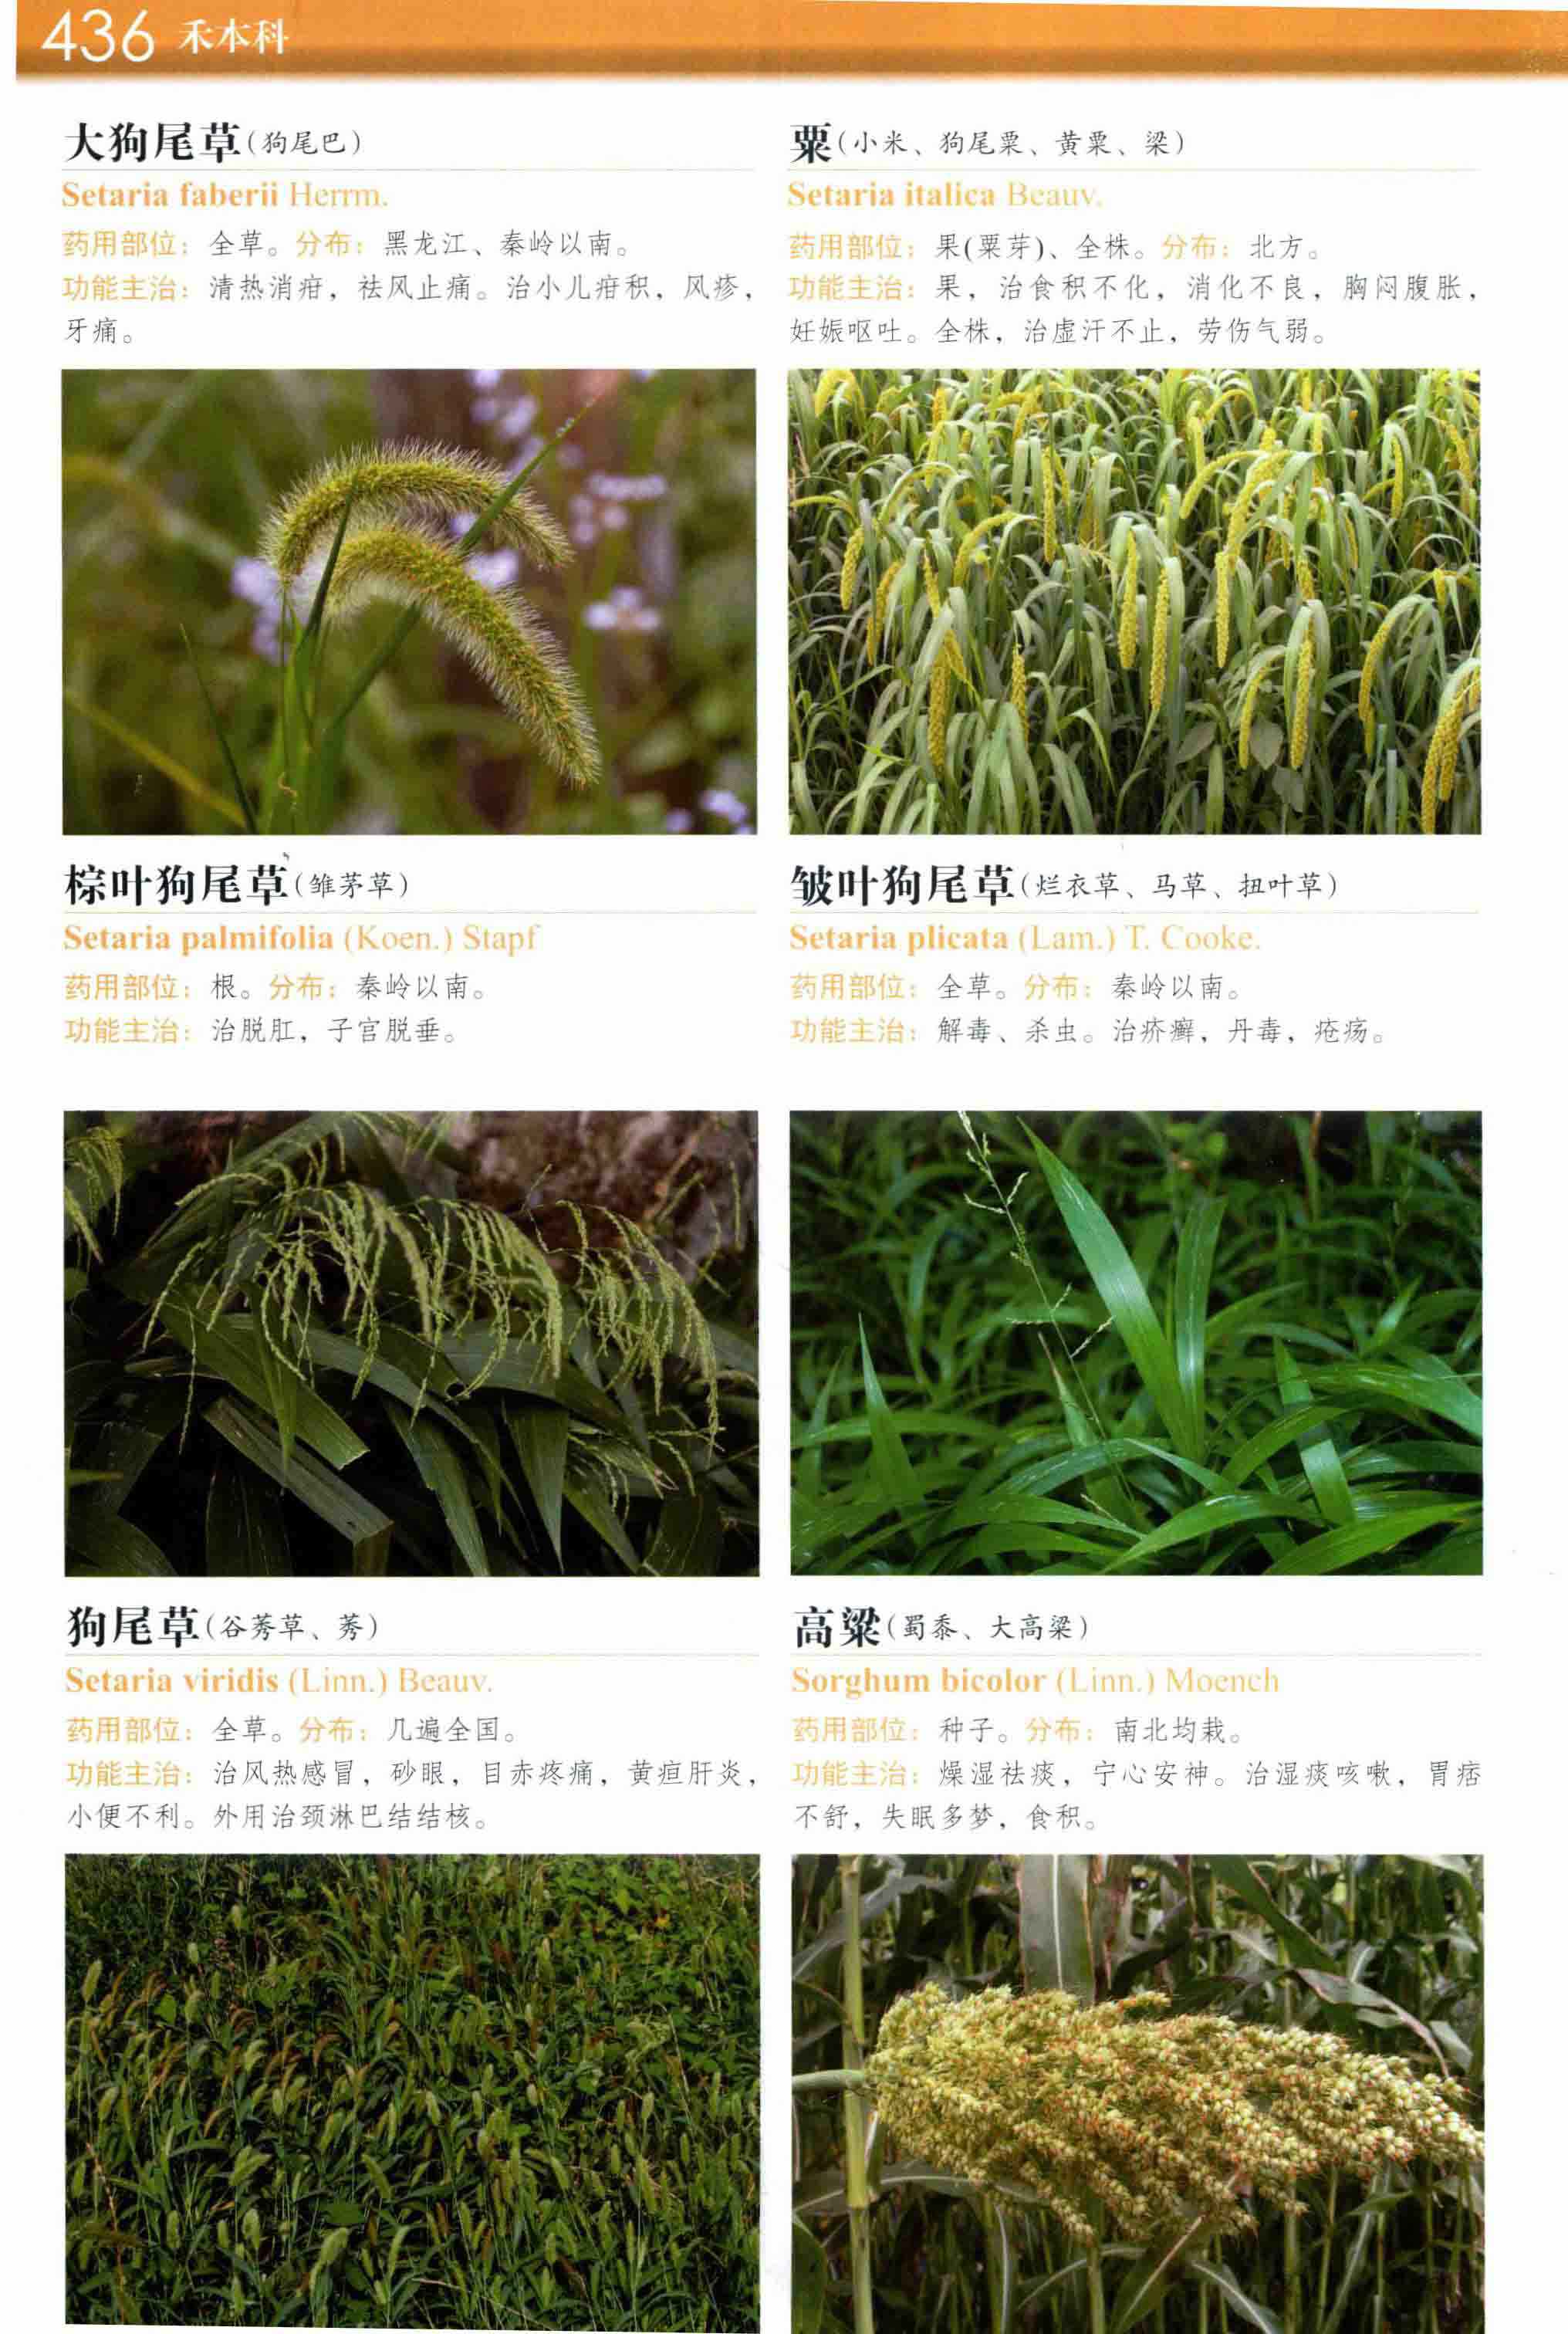 436 禾本科
大狗尾草(狗尾巴)
Setaria faberii Herrm.
药用部位：全草。分布：黑龙江、秦岭以南。
功能主治：清热消疳，祛风止痛。治小儿疳积，风疹，
牙痛。
粟(小米、狗尾粟、黄粟、梁)
Setaria italica Beauv.
药用部位：果(粟芽)、全株。分布：北方。
功能主治：果，治食积不化，消化不良，胸闷腹胀，
妊娠呕吐。全株，治虚汗不止，劳伤气弱。
棕叶狗尾草(雏茅草)
Setaria palmifolia (Koen.) Stapf
药用部位：根。分布：秦岭以南。
功能主治：治脱肛，子宫脱垂。
皱叶狗尾草(烂衣草、马草、扭叶草)
Setaria plicata (Lam.) T. Cooke.
药用部位：全草。分布：秦岭以南。
功能主治：解毒、杀虫。治疥癣，丹毒，疮疡。
狗尾草(谷莠草、莠)
Setaria viridis (Linn.) Beauv.
药用部位：全草。分布：几遍全国。
功能主治：治风热感冒，砂眼，目赤疼痛，黄疸肝炎，
小便不利。外用治颈淋巴结结核。
高粱(蜀黍、大高梁)
Sorghum bicolor (Linn.) Moench
药用部位：种子。分布：南北均栽。
功能主治：燥湿祛痰，宁心安神。治湿痰咳嗽，胃痞
不舒，失眠多梦，食积。